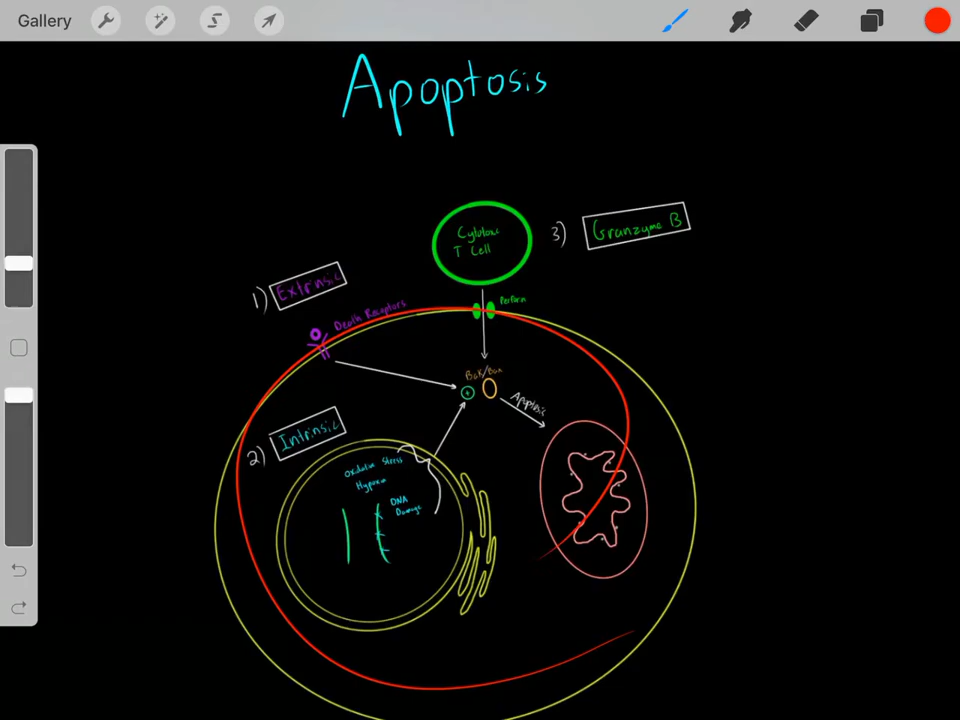 Gallery
Apoptosis
Cytotoxic
T Cell
3) Granzyme B
1) Extrinsic
Death Receptors
Perforin
Bak/Bax
Apoptosis
2) Intrinsic
Oxidative Stress
Hypoxia
DNA
Damage